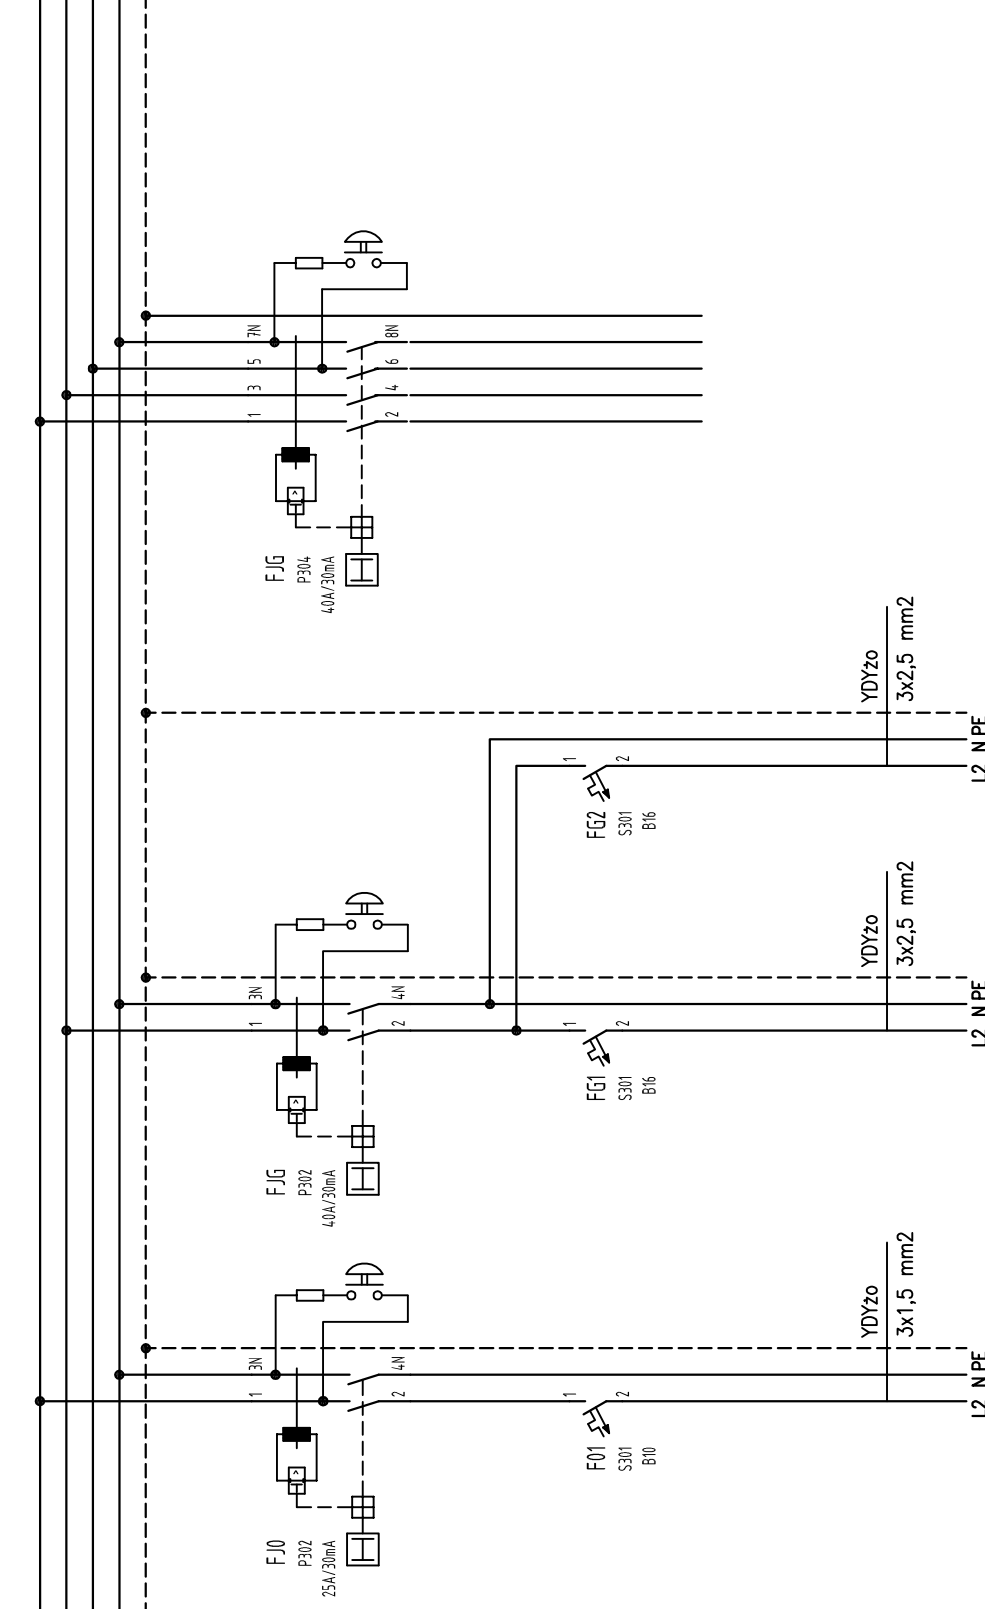 FJO
P302
25A/30mA
1
3N
2
4N
FO1
S301
B10
1
2
YDYżo
3x1,5 mm2
L2 N PE
FJG
P302
40A/30mA
1
3N
2
4N
FG1
S301
B16
1
2
YDYżo
3x2,5 mm2
L2 N PE
FG2
S301
B16
1
2
YDYżo
3x2,5 mm2
L2 N PE
FJG
P304
40A/30mA
1
3
5
7N
2
4
6
8N